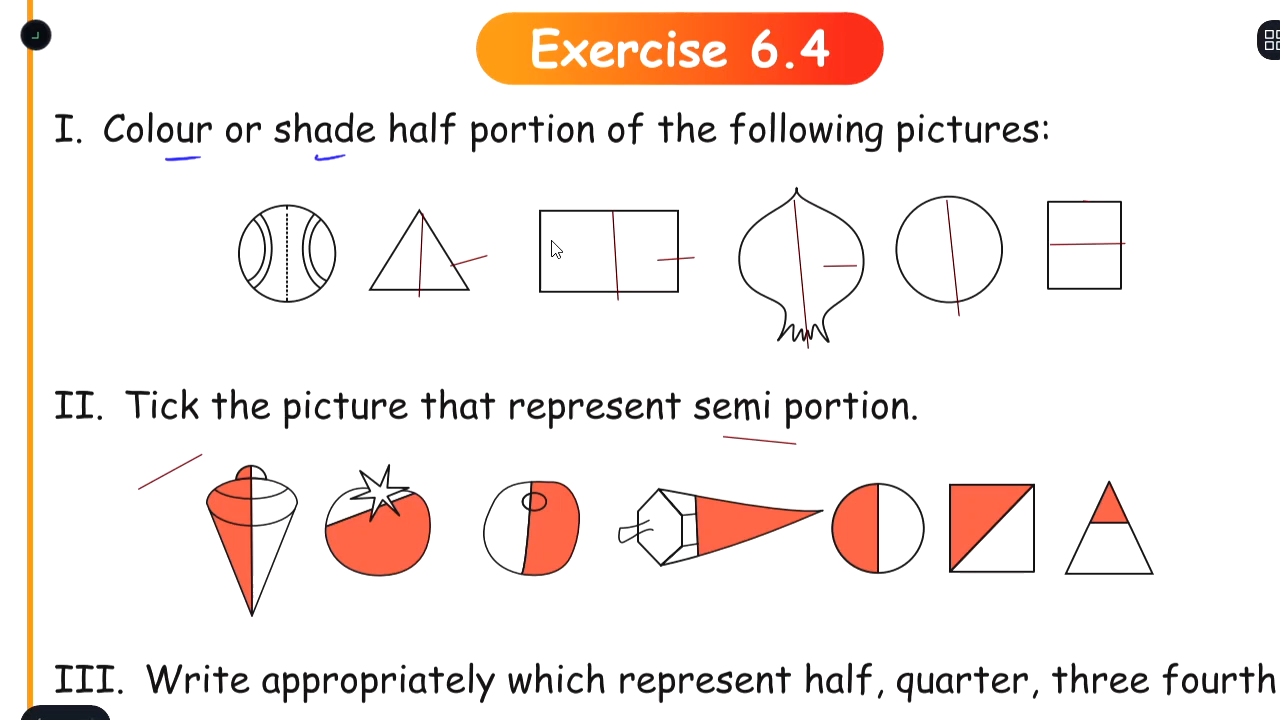 Exercise 6.4
I. Colour or shade half portion of the following pictures:
II. Tick the picture that represent semi portion.
III. Write appropriately which represent half, quarter, three fourth